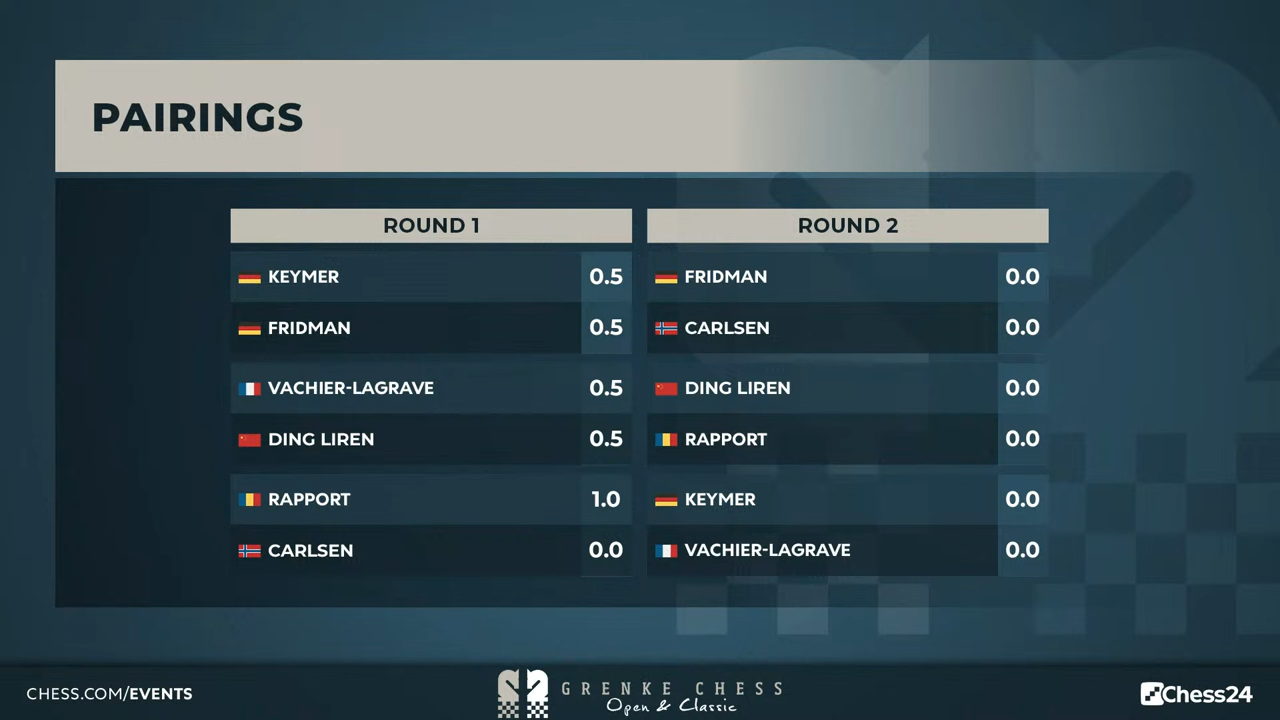 PAIRINGS
ROUND 1
KEYMER 0.5
FRIDMAN 0.5
VACHIER-LAGRAVE 0.5
DING LIREN 0.5
RAPPORT 1.0
CARLSEN 0.0
ROUND 2
FRIDMAN 0.0
CARLSEN 0.0
DING LIREN 0.0
RAPPORT 0.0
KEYMER 0.0
VACHIER-LAGRAVE 0.0
CHESS.COM/EVENTS
GRENKE CHESS
Open & Classic
Chess24